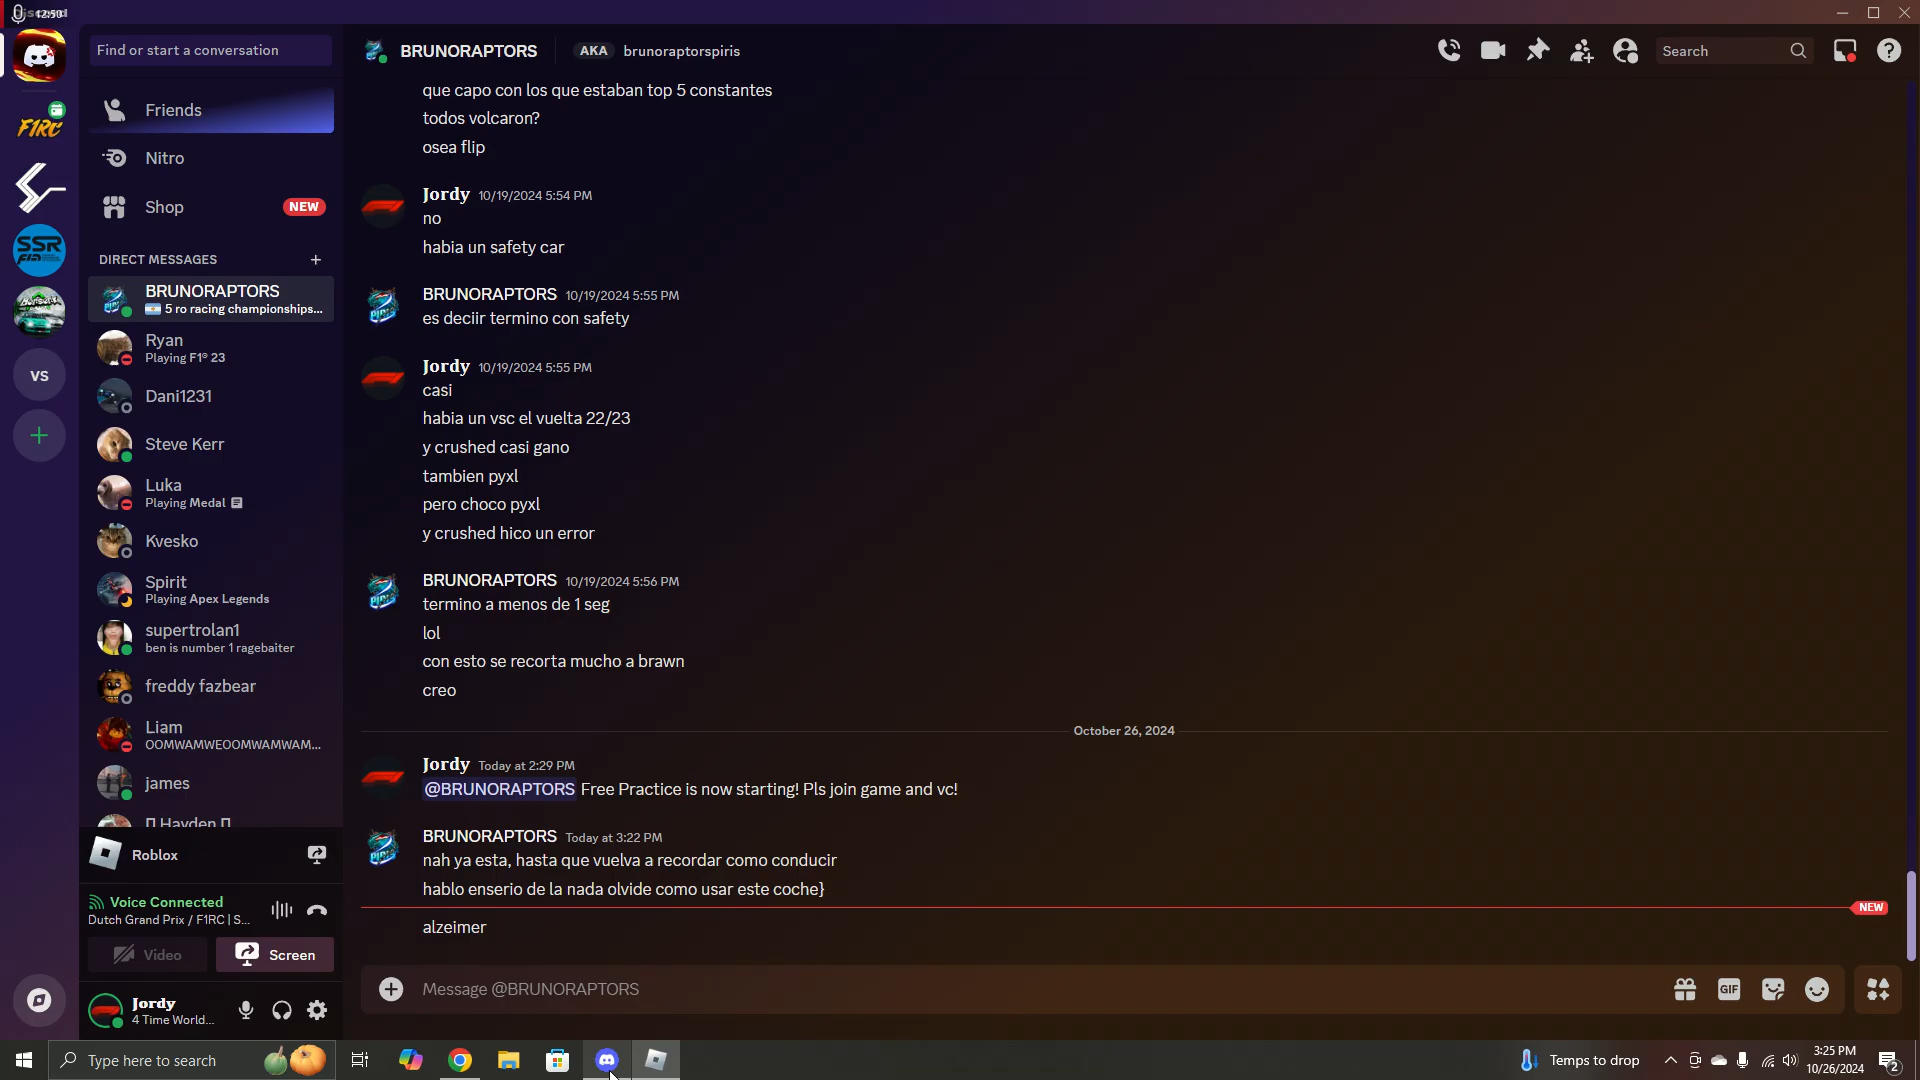 12:50
Find or start a conversation
BRUNORAPTORS
AKA
brunoraptorspiris
Search
F1RC
SSR
FIA
VS
Friends
Nitro
Shop
NEW
DIRECT MESSAGES
BRUNORAPTORS
5 ro racing championships...
Ryan
Playing F1® 23
Dani1231
Steve Kerr
Luka
Playing Medal
Kvesko
Spirit
Playing Apex Legends
supertrolan1
ben is number 1 ragebaiter
freddy fazbear
Liam
OOMWAMWEOOMWAMWAM...
james
Roblox
Voice Connected
Dutch Grand Prix / F1RC | S...
Video
Screen
Jordy
4 Time World...
que capo con los que estaban top 5 constantes
todos volcaron?
osea flip
Jordy 10/19/2024 5:54 PM
no
habia un safety car
BRUNORAPTORS 10/19/2024 5:55 PM
es deciir termino con safety
Jordy 10/19/2024 5:55 PM
casi
habia un vsc el vuelta 22/23
y crushed casi gano
tambien pyxl
pero choco pyxl
y crushed hico un error
BRUNORAPTORS 10/19/2024 5:56 PM
termino a menos de 1 seg
lol
con esto se recorta mucho a brawn
creo
October 26, 2024
Jordy Today at 2:29 PM
@BRUNORAPTORS Free Practice is now starting! Pls join game and vc!
BRUNORAPTORS Today at 3:22 PM
nah ya esta, hasta que vuelva a recordar como conducir
hablo enserio de la nada olvide como usar este coche}
NEW
alzeimer
Message @BRUNORAPTORS
GIF
Type here to search
Temps to drop
3:25 PM
10/26/2024
2